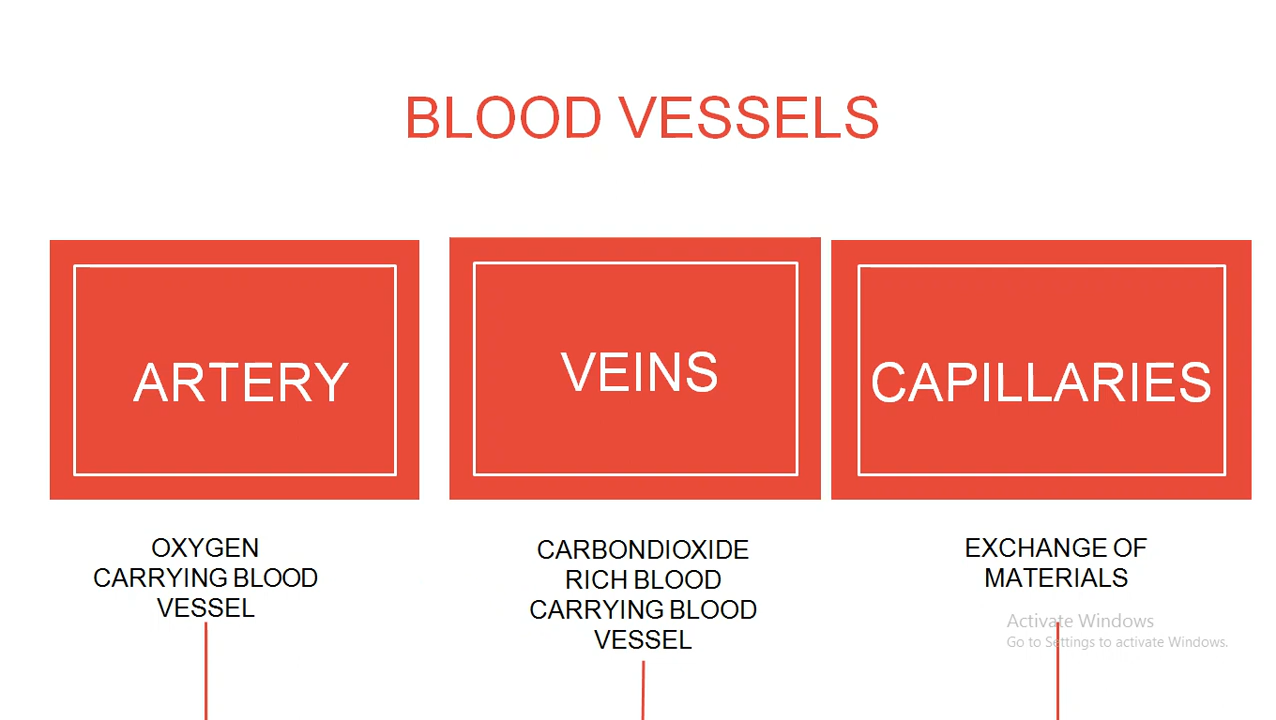 BLOOD VESSELS
ARTERY
VEINS
CAPILLARIES
OXYGEN
CARRYING BLOOD
VESSEL
CARBONDIOXIDE
RICH BLOOD
CARRYING BLOOD
VESSEL
EXCHANGE OF
MATERIALS
Activate Windows
Go to Settings to activate Windows.